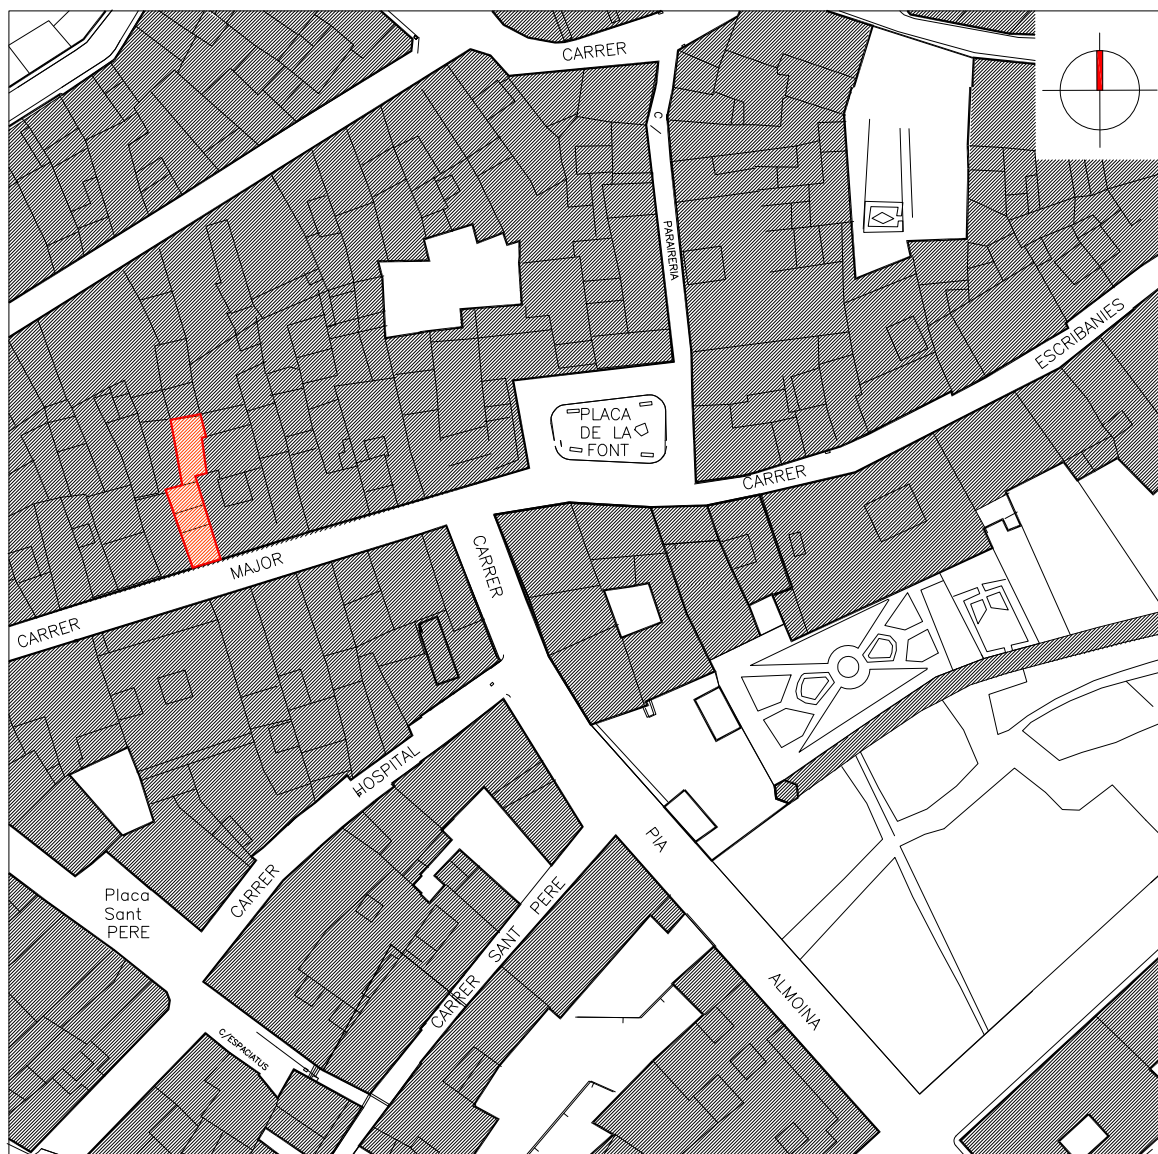 CARRER
C/
PARAIRERIA
ESCRIBANIES
PLACA
DE LA
FONT
CARRER
CARRER
MAJOR
CARRER
HOSPITAL
PIA
Placa
Sant
PERE
CARRER
CARRER SANT PERE
ALMOINA
C/ESPACIATUS